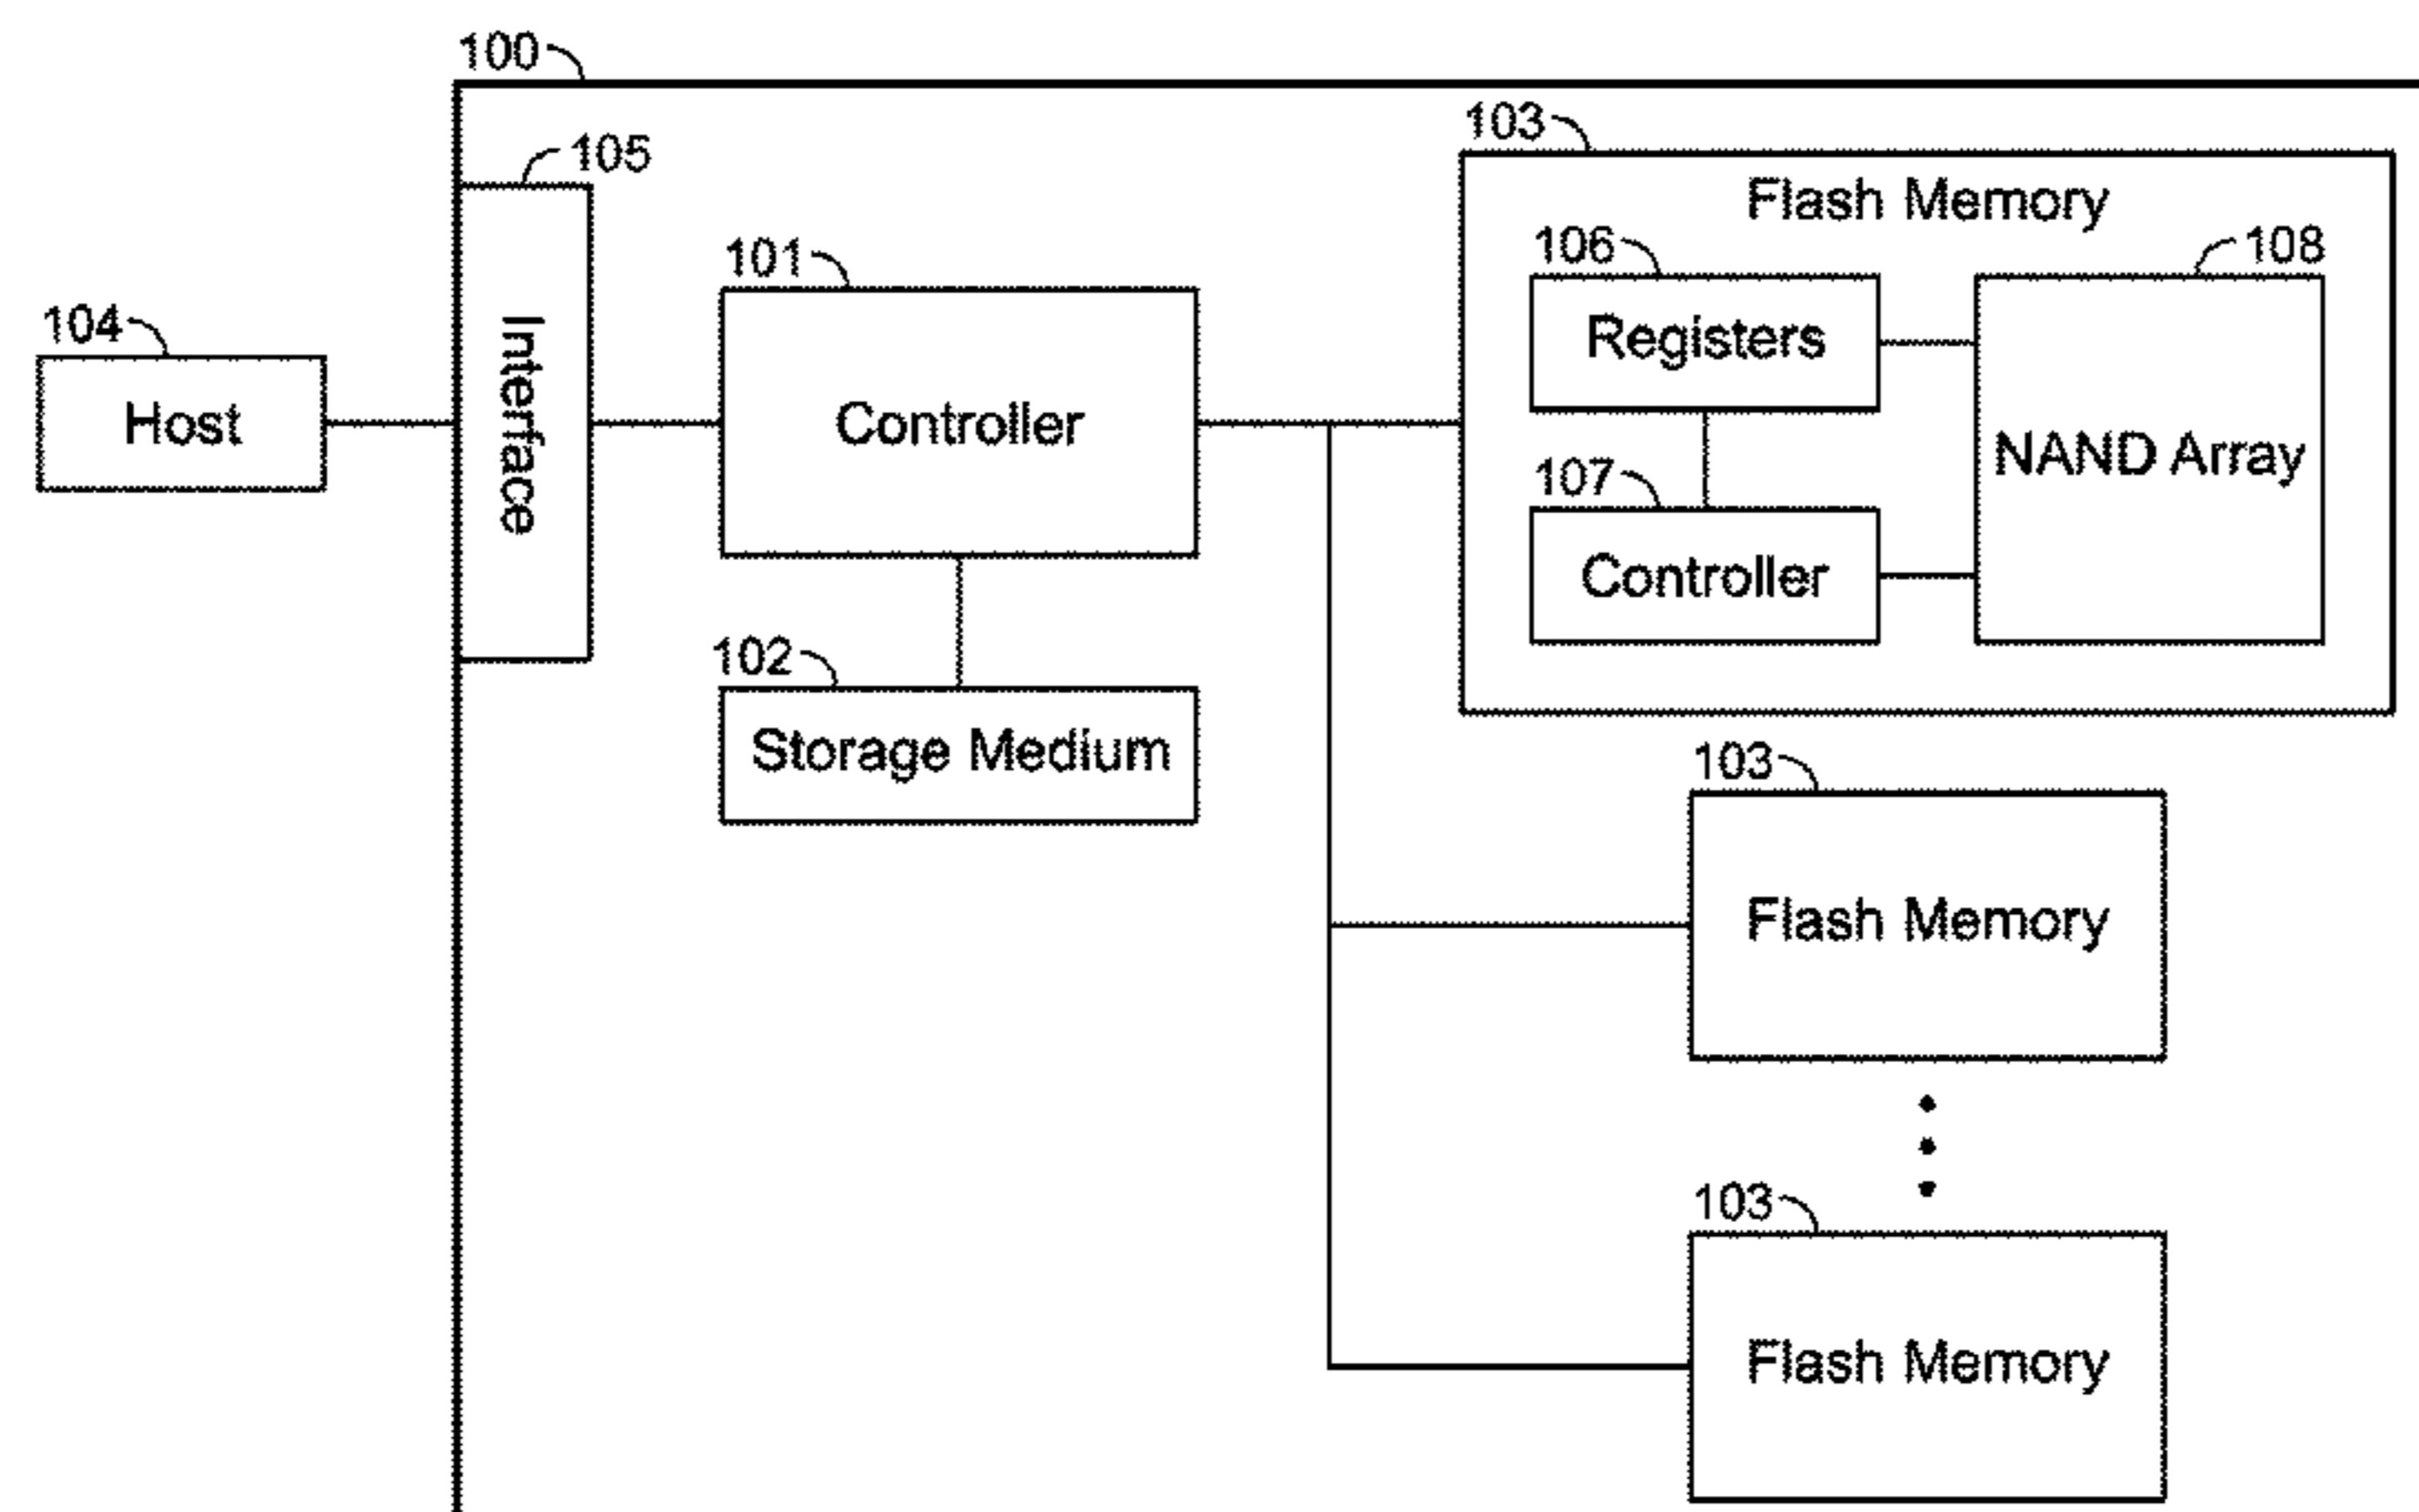 100
105
104
Host
Interface
101
Controller
102
Storage Medium
103
Flash Memory
106
Registers
107
Controller
108
NAND Array
103
Flash Memory
103
Flash Memory